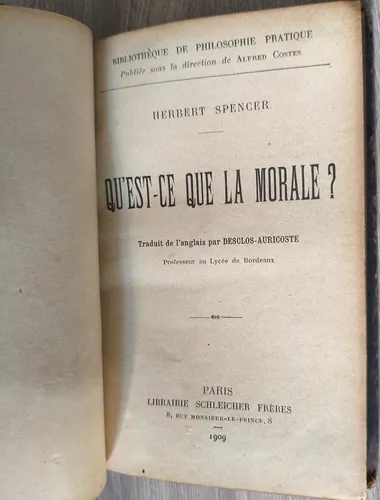 BIBLIOTHÈQUE DE PHILOSOPHIE PRATIQUE
Publiée sous la direction de ALFRED COSTES
HERBERT SPENCER
QU'EST-CE QUE LA MORALE ?
Traduit de l'anglais par DESCLOS-AURICOSTE
Professeur au Lycée de Bordeaux
PARIS
LIBRAIRIE SCHLEICHER FRÈRES
8, RUE MONSIEUR-LE-PRINCE, 8
1909